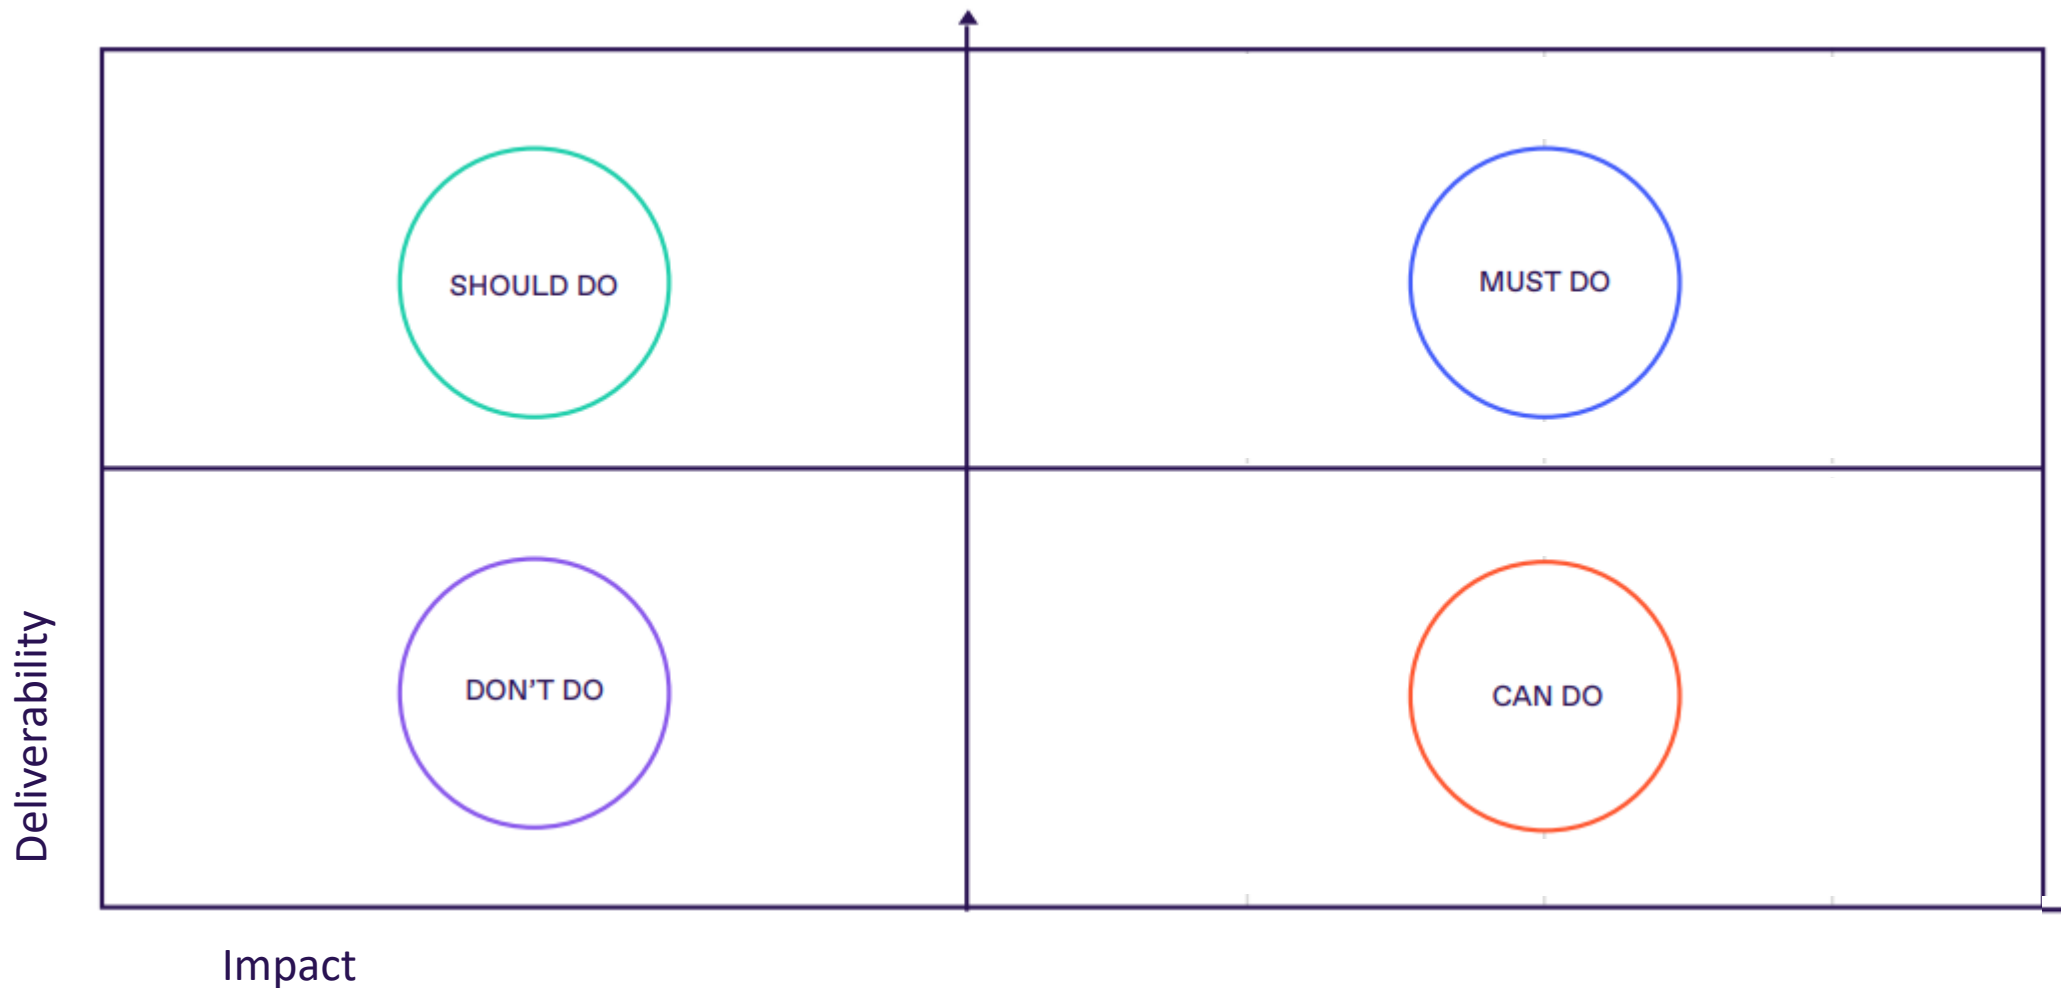 SHOULD DO
MUST DO
DON’T DO
CAN DO
Deliverability
Impact